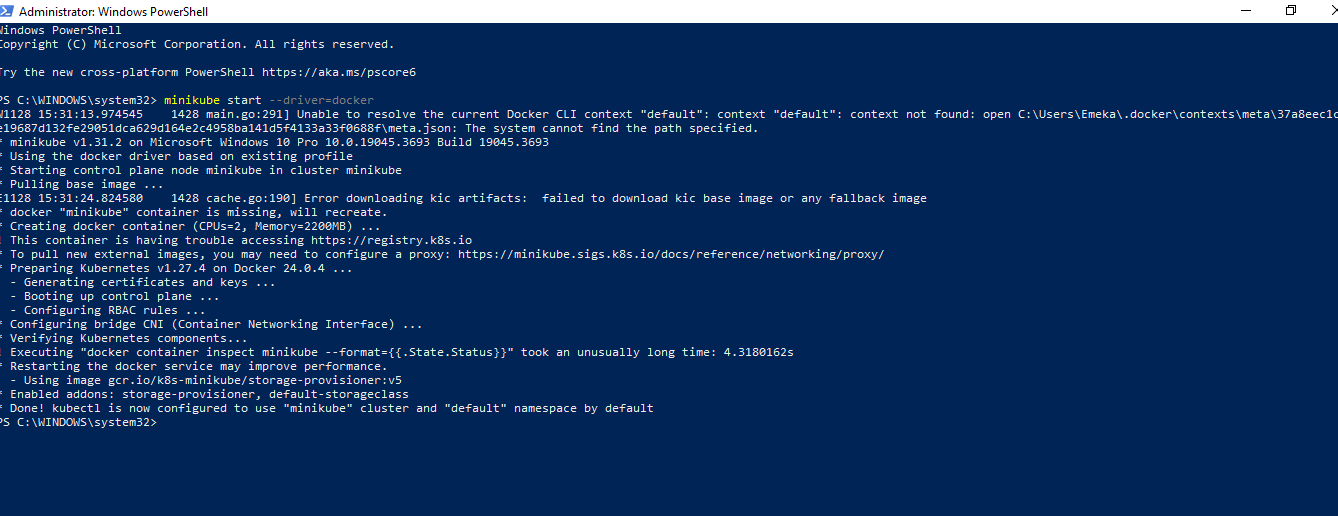 Administrator: Windows PowerShell
Windows PowerShell
Copyright (C) Microsoft Corporation. All rights reserved.
Try the new cross-platform PowerShell https://aka.ms/pscore6
PS C:\WINDOWS\system32> minikube start --driver=docker
W1128 15:31:13.974545    1428 main.go:291] Unable to resolve the current Docker CLI context "default": context "default": context not found: open C:\Users\Emeka\.docker\contexts\meta\37a8eec1c
e19687d132fe29051dca629d164e2c4958ba141d5f4133a33f0688f\meta.json: The system cannot find the path specified.
* minikube v1.31.2 on Microsoft Windows 10 Pro 10.0.19045.3693 Build 19045.3693
* Using the docker driver based on existing profile
* Starting control plane node minikube in cluster minikube
* Pulling base image ...
E1128 15:31:24.824580    1428 cache.go:190] Error downloading kic artifacts:  failed to download kic base image or any fallback image
* docker "minikube" container is missing, will recreate.
* Creating docker container (CPUs=2, Memory=2200MB) ...
! This container is having trouble accessing https://registry.k8s.io
* To pull new external images, you may need to configure a proxy: https://minikube.sigs.k8s.io/docs/reference/networking/proxy/
* Preparing Kubernetes v1.27.4 on Docker 24.0.4 ...
  - Generating certificates and keys ...
  - Booting up control plane ...
  - Configuring RBAC rules ...
* Configuring bridge CNI (Container Networking Interface) ...
* Verifying Kubernetes components...
! Executing "docker container inspect minikube --format={{.State.Status}}" took an unusually long time: 4.3180162s
* Restarting the docker service may improve performance.
  - Using image gcr.io/k8s-minikube/storage-provisioner:v5
* Enabled addons: storage-provisioner, default-storageclass
* Done! kubectl is now configured to use "minikube" cluster and "default" namespace by default
PS C:\WINDOWS\system32>